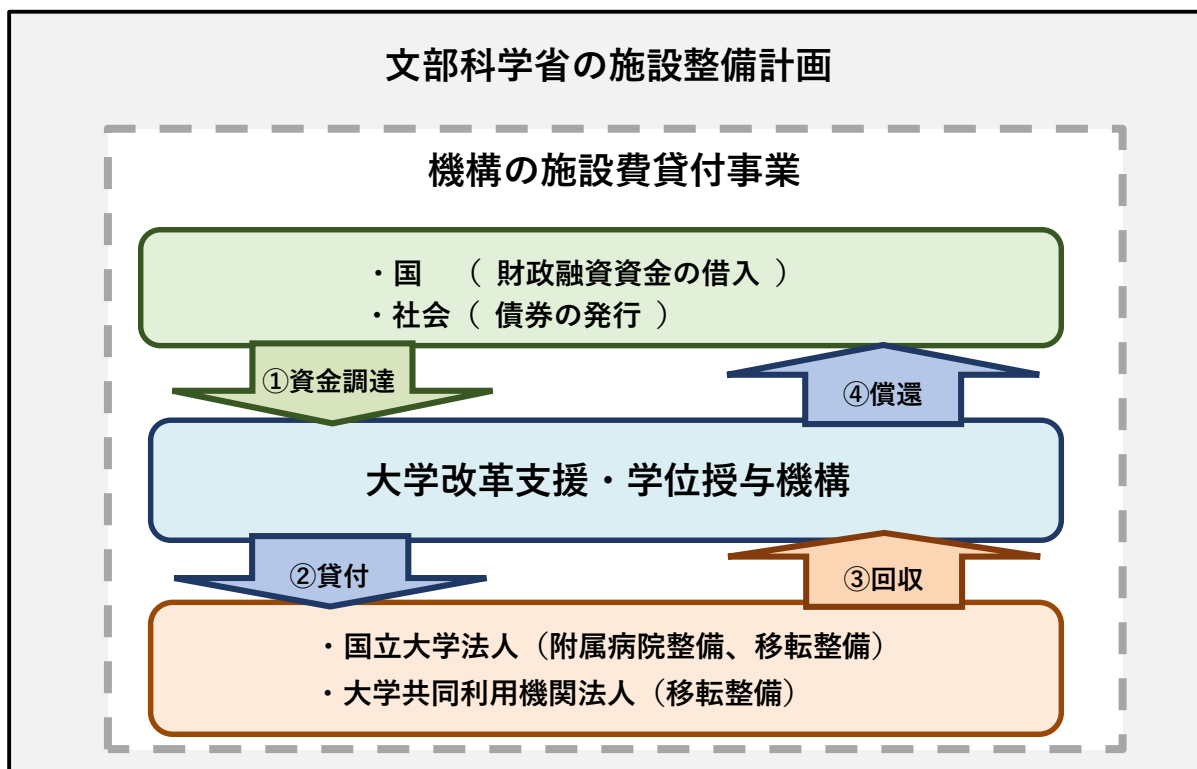 文部科学省の施設整備計画
機構の施設費貸付事業
・国　（ 財政融資資金の借入 ）
・社会（ 債券の発行 ）
①資金調達
④償還
大学改革支援・学位授与機構
②貸付
③回収
・国立大学法人（附属病院整備、移転整備）
・大学共同利用機関法人（移転整備）